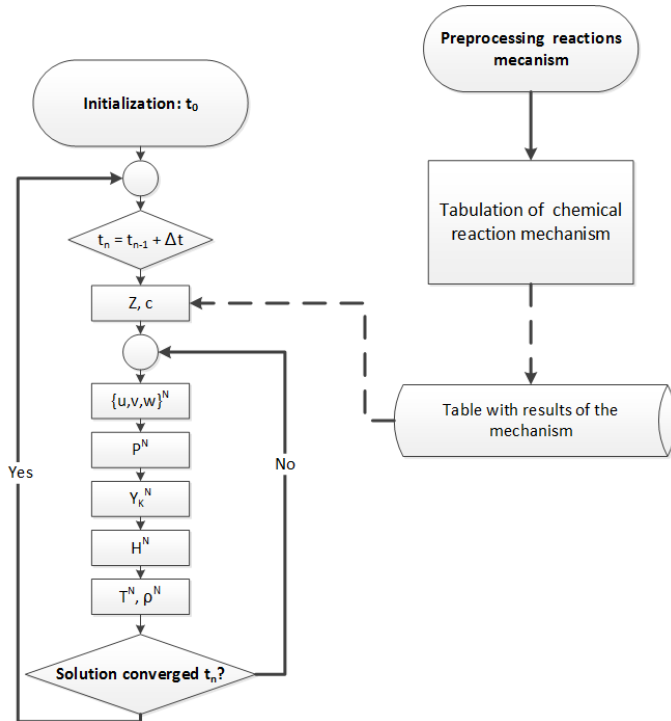 Initialization: t₀
tₙ = tₙ₋₁ + Δt
Z, c
{u,v,w}ᴺ
Pᴺ
Y_Kᴺ
Hᴺ
Tᴺ, ρᴺ
Solution converged tₙ?
Yes
No
Preprocessing reactions
mecanism
Tabulation of chemical
reaction mechanism
Table with results of the
mechanism